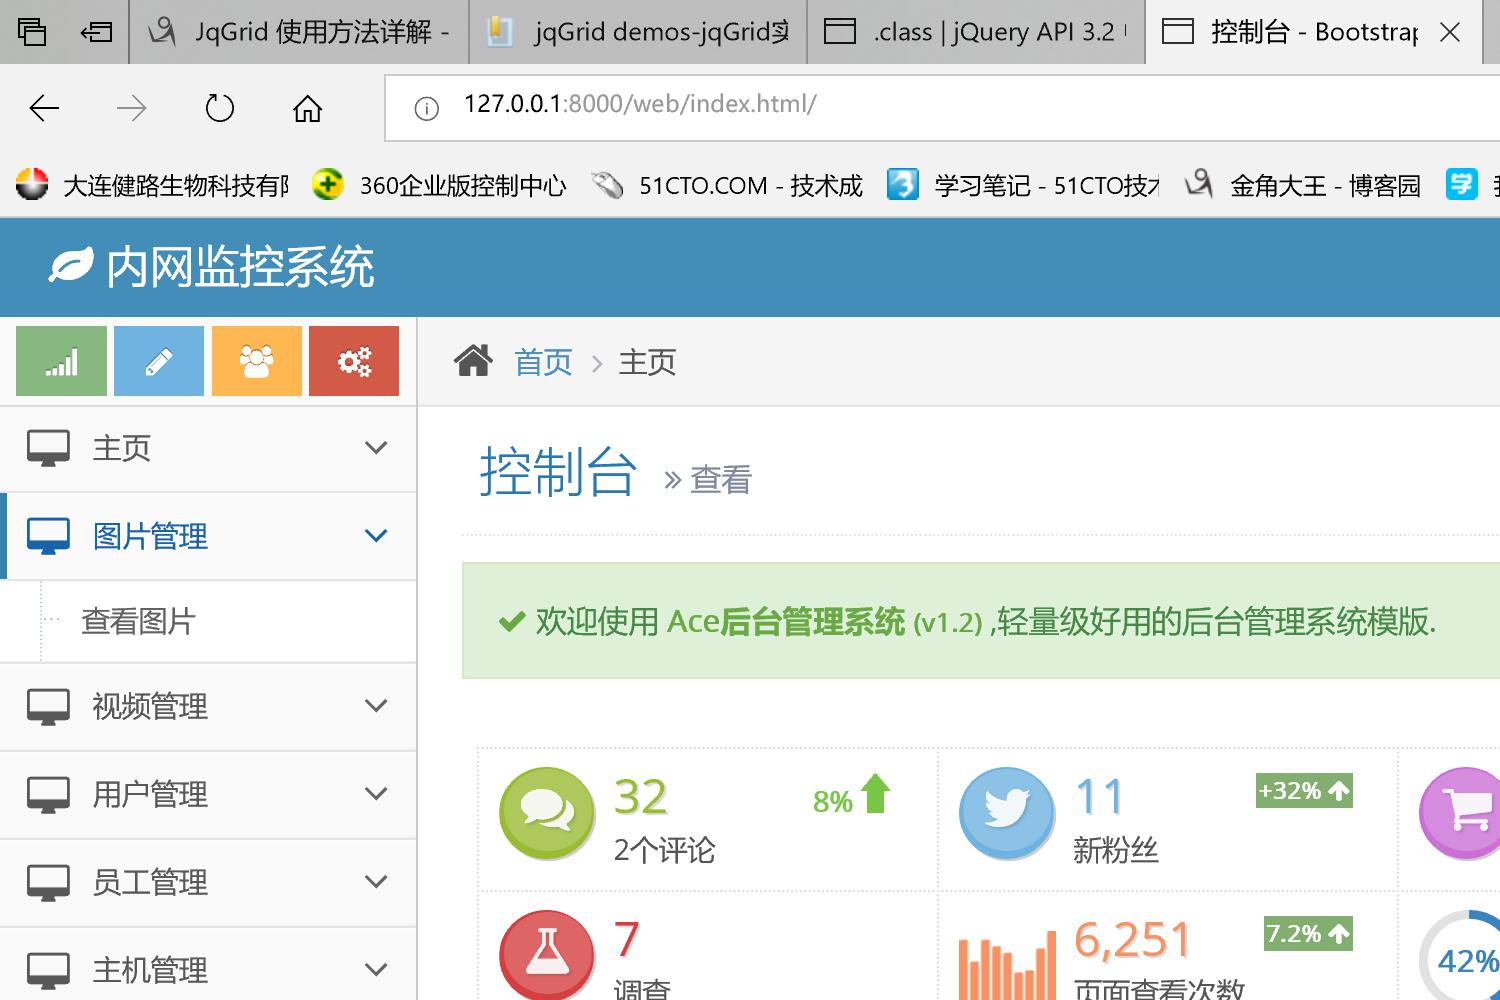 JqGrid 使用方法详解 -
jqGrid demos-jqGrid实
.class | jQuery API 3.2
控制台 - Bootstrap
127.0.0.1:8000/web/index.html/
大连健路生物科技有限
360企业版控制中心
51CTO.COM - 技术成
学习笔记 - 51CTO技术
金角大王 - 博客园
学
内网监控系统
首页 > 主页
主页
控制台 » 查看
图片管理
欢迎使用 Ace后台管理系统 (v1.2) ,轻量级好用的后台管理系统模版.
查看图片
视频管理
用户管理
员工管理
主机管理
32
8%
2个评论
11
+32%
新粉丝
7
调查
6,251
7.2%
页面查看次数
42%